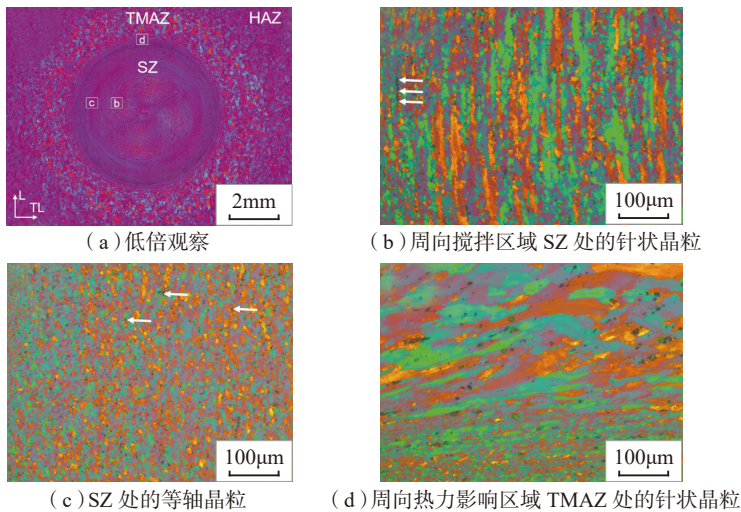 TMAZ HAZ
d
SZ
c b
L
TL
2mm
100μm
(a)低倍观察
(b)周向搅拌区域 SZ 处的针状晶粒
100μm
100μm
(c)SZ 处的等轴晶粒
(d)周向热力影响区域 TMAZ 处的针状晶粒